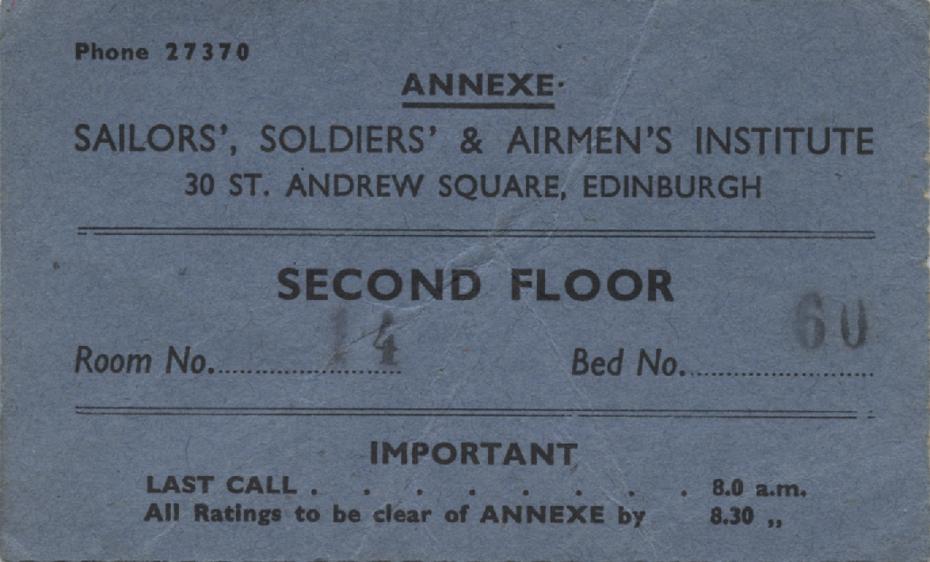 Phone 27370
ANNEXE
SAILORS', SOLDIERS' & AIRMEN'S INSTITUTE
30 ST. ANDREW SQUARE, EDINBURGH
SECOND FLOOR
Room No. 14 Bed No. 60
IMPORTANT
LAST CALL . . . . . . . . 8.0 a.m.
All Ratings to be clear of ANNEXE by 8.30 ,,